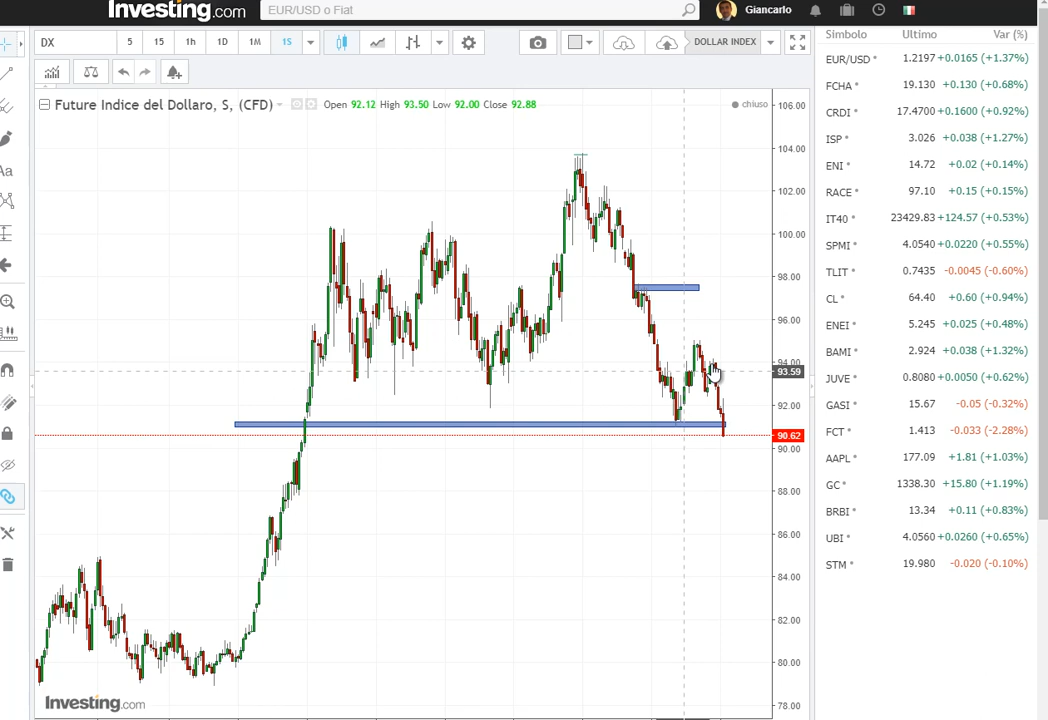 Investing.com EUR/USD o Fiat Giancarlo
DX 5 15 1h 1D 1M 1S DOLLAR INDEX
Aa
Future Indice del Dollaro, S, (CFD) Open 92.12 High 93.50 Low 92.00 Close 92.88 chiuso
106.00
104.00
102.00
100.00
98.00
96.00
94.00
93.59
92.00
90.62
90.00
88.00
86.00
84.00
82.00
80.00
78.00
Investing.com
Simbolo Ultimo Var (%)
EUR/USD 1.2197 +0.0165 (+1.37%)
FCHA 19.130 +0.130 (+0.68%)
CRDI 17.4700 +0.1600 (+0.92%)
ISP 3.026 +0.038 (+1.27%)
ENI 14.72 +0.02 (+0.14%)
RACE 97.10 +0.15 (+0.15%)
IT40 23429.83 +124.57 (+0.53%)
SPMI 4.0540 +0.0220 (+0.55%)
TLIT 0.7435 -0.0045 (-0.60%)
CL 64.40 +0.60 (+0.94%)
ENEI 5.245 +0.025 (+0.48%)
BAMI 2.924 +0.038 (+1.32%)
JUVE 0.8080 +0.0050 (+0.62%)
GASI 15.67 -0.05 (-0.32%)
FCT 1.413 -0.033 (-2.28%)
AAPL 177.09 +1.81 (+1.03%)
GC 1338.30 +15.80 (+1.19%)
BRBI 13.34 +0.11 (+0.83%)
UBI 4.0560 +0.0260 (+0.65%)
STM 19.980 -0.020 (-0.10%)